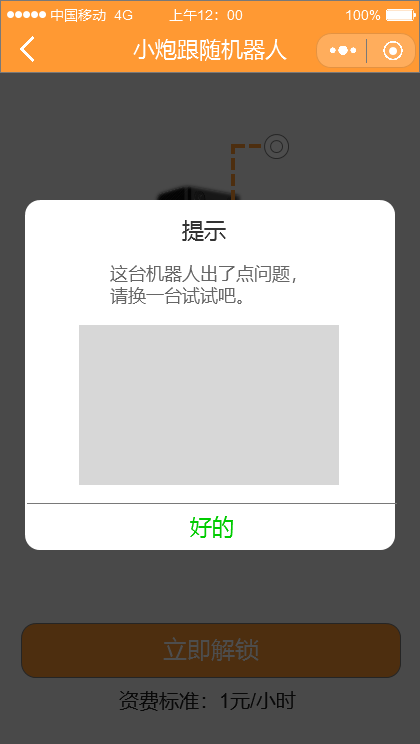 中国移动 4G 上午12：00 100%
小炮跟随机器人
提示
这台机器人出了点问题，
请换一台试试吧。
好的
立即解锁
资费标准：1元/小时